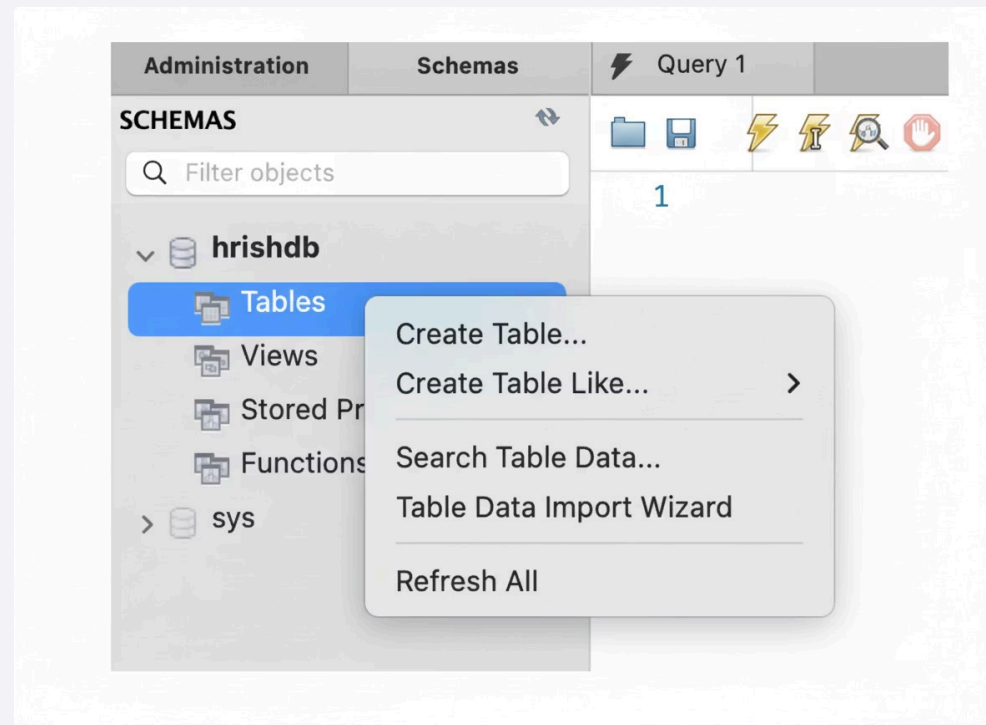 Administration
Schemas
Query 1
SCHEMAS
Filter objects
1
hrishdb
Tables
Views
Stored Pr
Functions
sys
Create Table...
Create Table Like...
Search Table Data...
Table Data Import Wizard
Refresh All